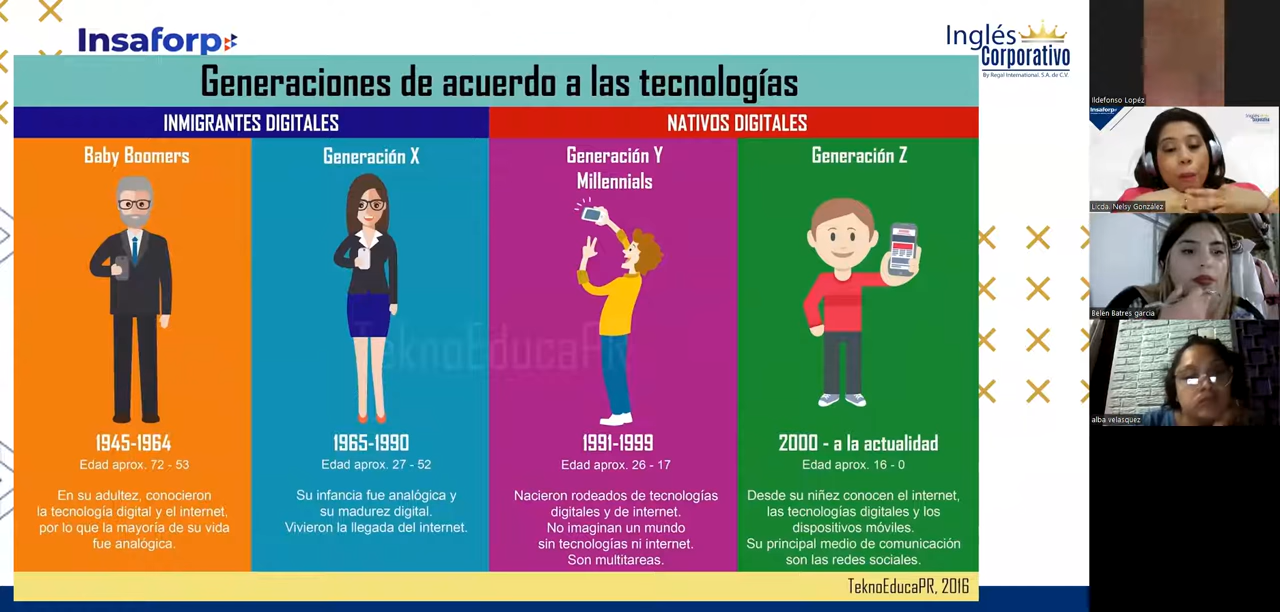 Insaforp
Inglés
Corporativo
By Regal International. S.A. de C.V.
Generaciones de acuerdo a las tecnologías
INMIGRANTES DIGITALES
NATIVOS DIGITALES
Baby Boomers
1945-1964
Edad aprox. 72 - 53
En su adultez, conocieron
la tecnología digital y el internet,
por lo que la mayoría de su vida
fue analógica.
Generación X
1965-1990
Edad aprox. 27 - 52
Su infancia fue analógica y
su madurez digital.
Vivieron la llegada del internet.
Generación Y
Millennials
1991-1999
Edad aprox. 26 - 17
Nacieron rodeados de tecnologías
digitales y de internet.
No imaginan un mundo
sin tecnologías ni internet.
Son multitareas.
Generación Z
2000 - a la actualidad
Edad aprox. 16 - 0
Desde su niñez conocen el internet,
las tecnologías digitales y los
dispositivos móviles.
Su principal medio de comunicación
son las redes sociales.
TeknoEducaPR
TeknoEducaPR, 2016
Ildefonso Lopéz
Insaforp
Licda. Nelsy González
Belen Batres garcia
alba velasquez